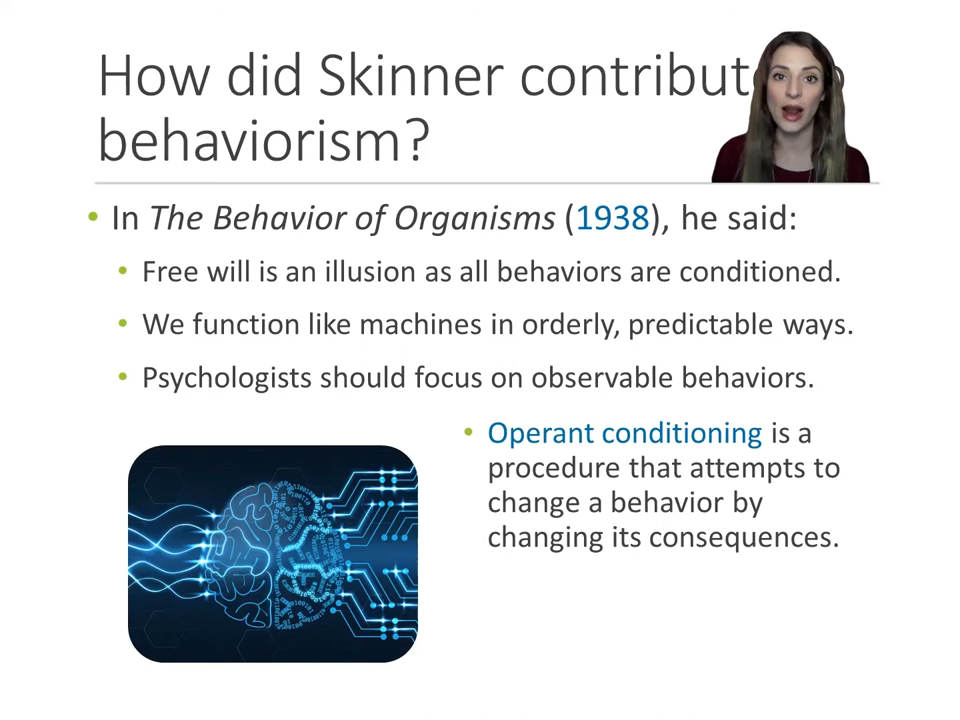 How did Skinner contribut
behaviorism?
• In The Behavior of Organisms (1938), he said:
• Free will is an illusion as all behaviors are conditioned.
• We function like machines in orderly, predictable ways.
• Psychologists should focus on observable behaviors.
• Operant conditioning is a
procedure that attempts to
change a behavior by
changing its consequences.